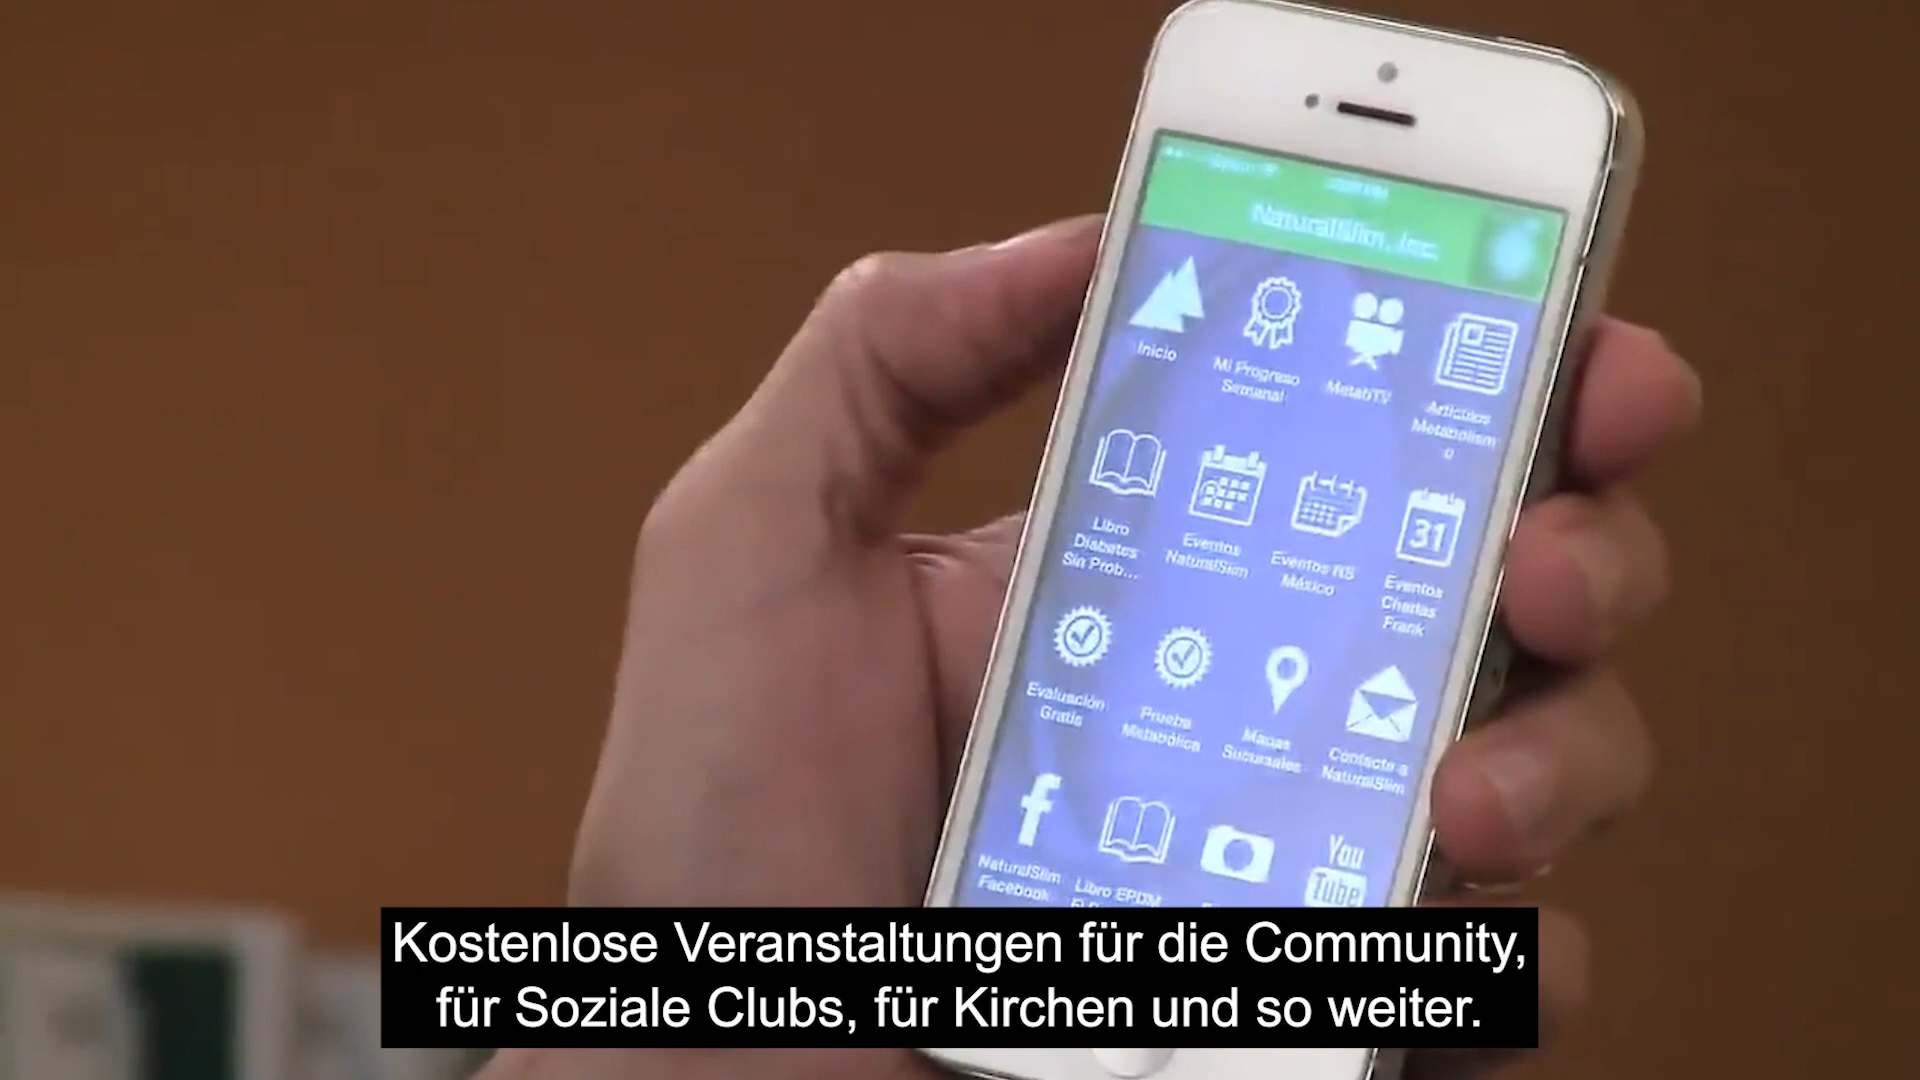 NaturalSlim, Inc.
Inicio
Mi Progreso
Semanal
MetabTV
Artículos
Metabolism
o
Libro
Diabetes
Sin Prob...
Eventos
NaturalSlim
Eventos NS
México
Eventos
Charlas
Frank
31
Evaluación
Gratis
Prueba
Metabólica
Mapas
Sucursales
Contacte a
NaturalSlim
NaturalSlim
Facebook
Libro EPDM
You
Tube
Kostenlose Veranstaltungen für die Community,
für Soziale Clubs, für Kirchen und so weiter.